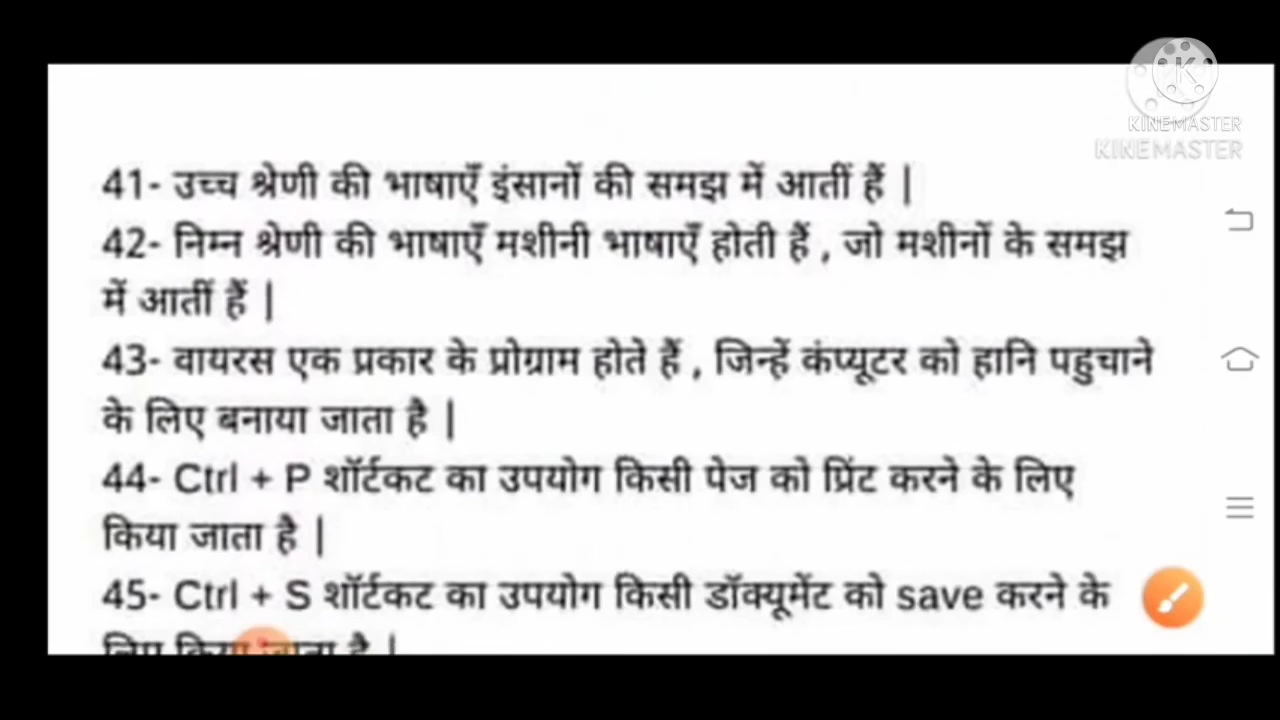 KINEMASTER
KINEMASTER
41- उच्च श्रेणी की भाषाएँ इंसानों की समझ में आतीं हैं |
42- निम्न श्रेणी की भाषाएँ मशीनी भाषाएँ होती हैं , जो मशीनों के समझ
में आतीं हैं |
43- वायरस एक प्रकार के प्रोग्राम होते हैं , जिन्हें कंप्यूटर को हानि पहुचाने
के लिए बनाया जाता है |
44- Ctrl + P शॉर्टकट का उपयोग किसी पेज को प्रिंट करने के लिए
किया जाता है |
45- Ctrl + S शॉर्टकट का उपयोग किसी डॉक्यूमेंट को save करने के
लिए किया जाता है |